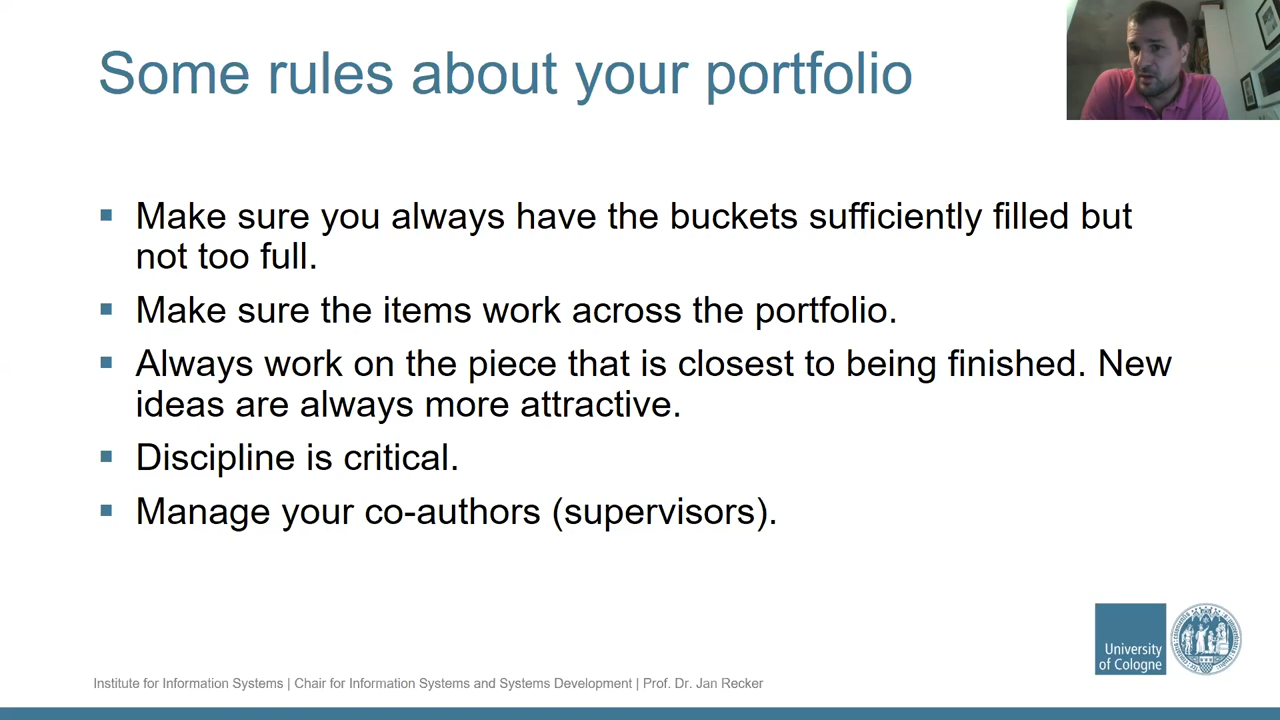 Some rules about your portfolio
Make sure you always have the buckets sufficiently filled but
not too full.
Make sure the items work across the portfolio.
Always work on the piece that is closest to being finished. New
ideas are always more attractive.
Discipline is critical.
Manage your co-authors (supervisors).
University
of Cologne
Institute for Information Systems | Chair for Information Systems and Systems Development | Prof. Dr. Jan Recker